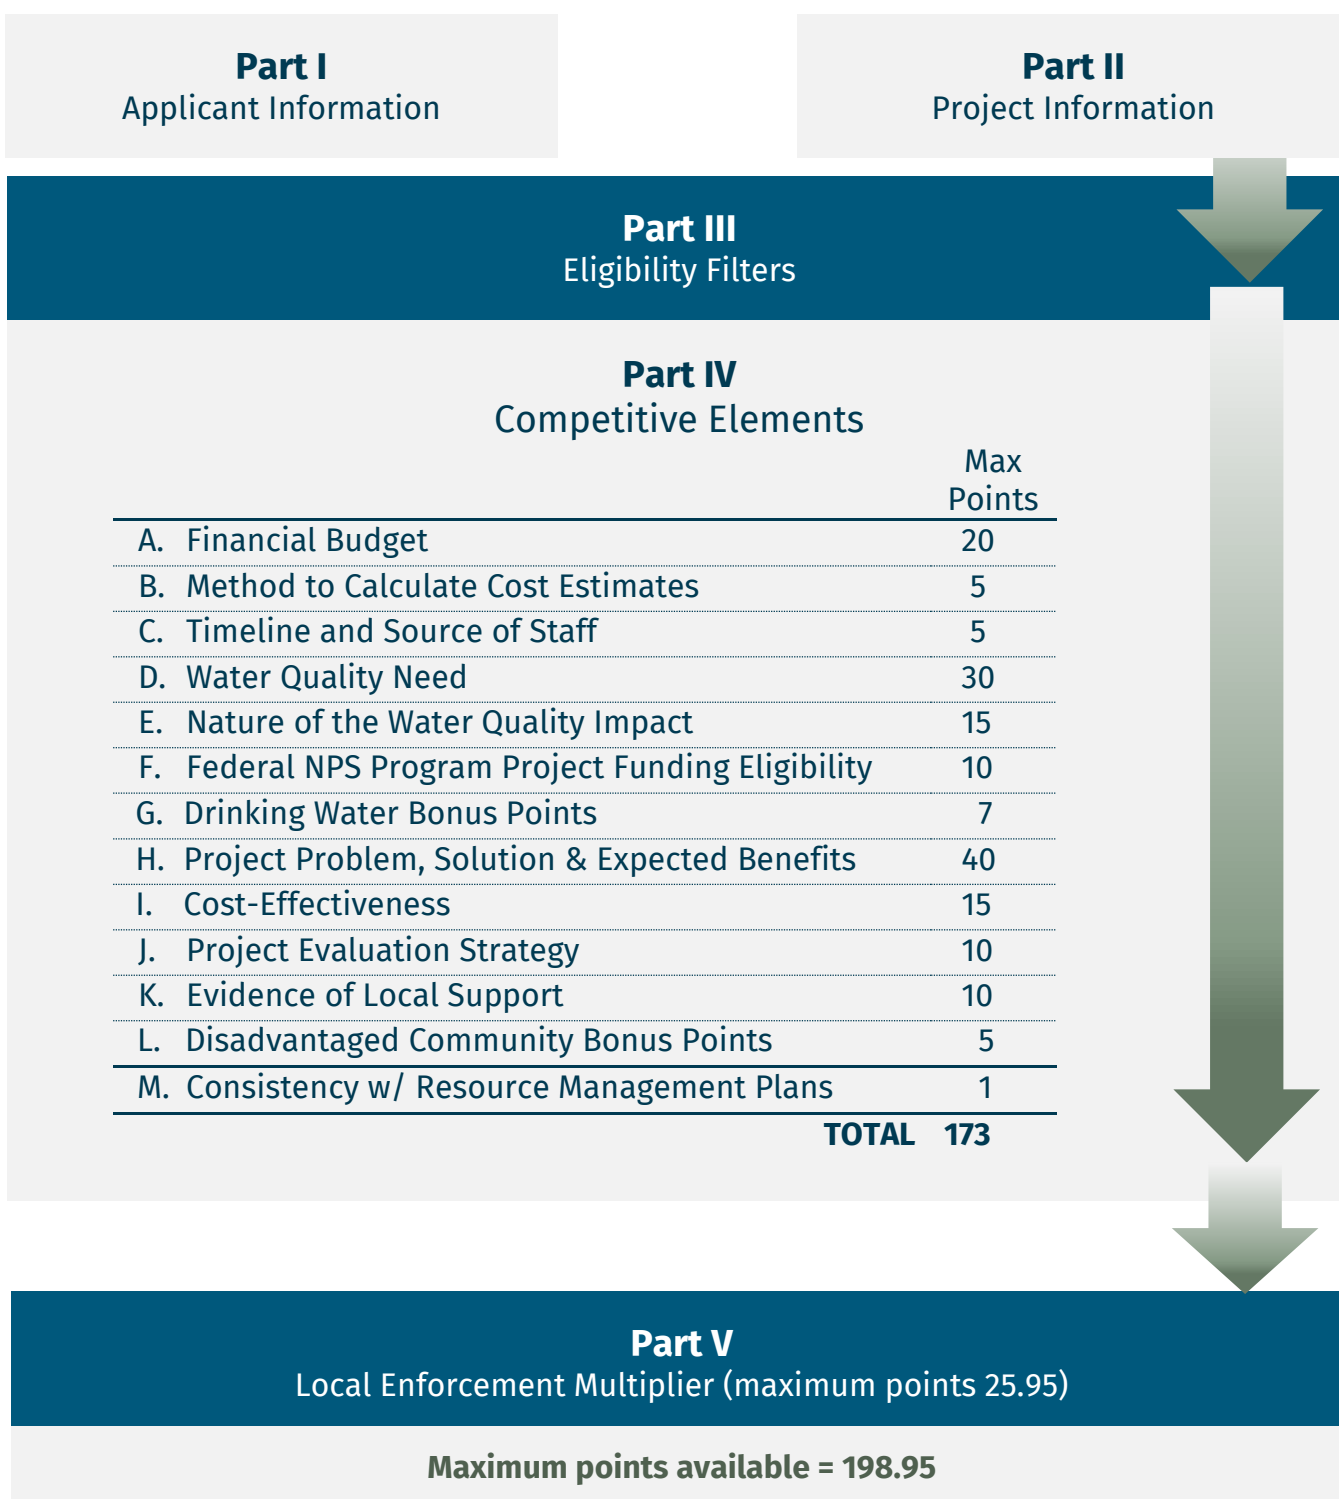 Part I
Applicant Information
Part II
Project Information
Part III
Eligibility Filters
Part IV
Competitive Elements
Max
Points
A. Financial Budget 20
B. Method to Calculate Cost Estimates 5
C. Timeline and Source of Staff 5
D. Water Quality Need 30
E. Nature of the Water Quality Impact 15
F. Federal NPS Program Project Funding Eligibility 10
G. Drinking Water Bonus Points 7
H. Project Problem, Solution & Expected Benefits 40
I. Cost-Effectiveness 15
J. Project Evaluation Strategy 10
K. Evidence of Local Support 10
L. Disadvantaged Community Bonus Points 5
M. Consistency w/ Resource Management Plans 1
TOTAL 173
Part V
Local Enforcement Multiplier (maximum points 25.95)
Maximum points available = 198.95